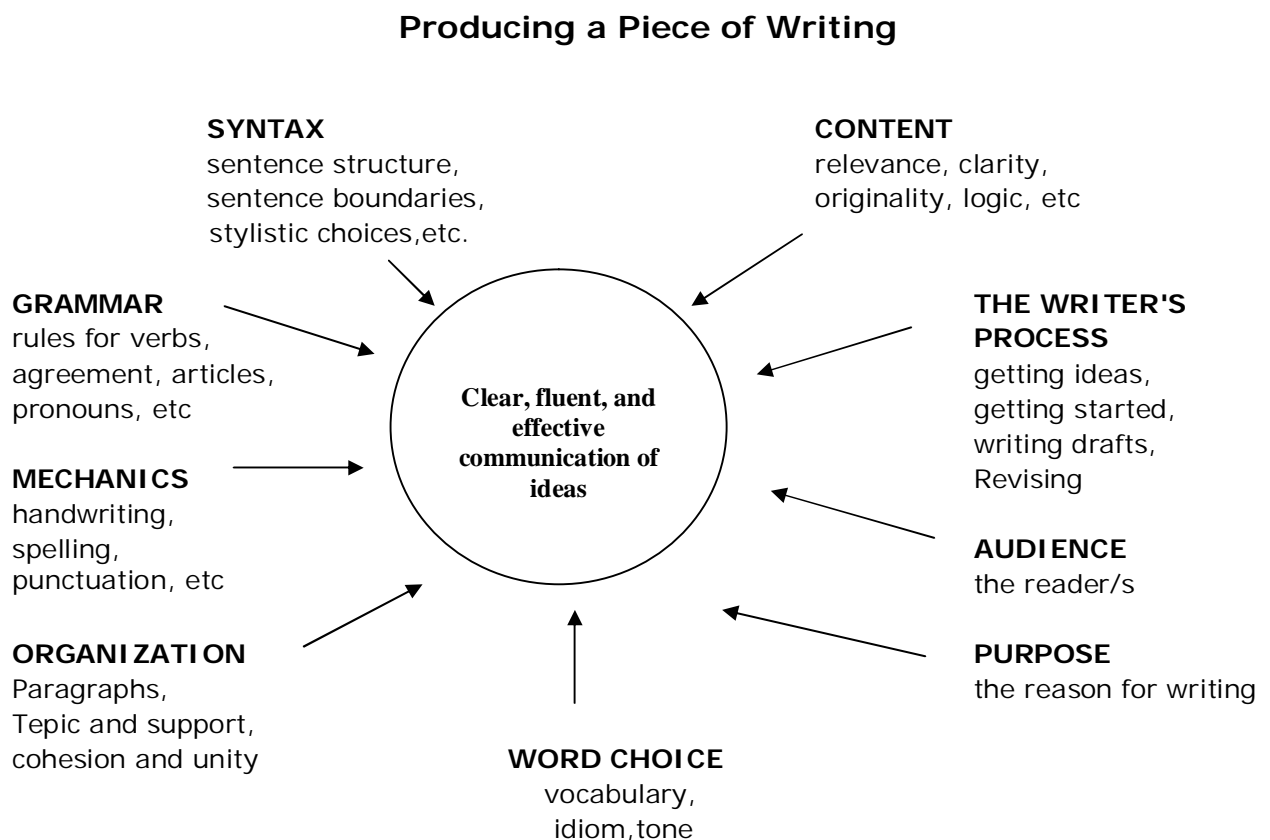 Producing a Piece of Writing
SYNTAX
sentence structure,
sentence boundaries,
stylistic choices,etc.
CONTENT
relevance, clarity,
originality, logic, etc
GRAMMAR
rules for verbs,
agreement, articles,
pronouns, etc
THE WRITER'S
PROCESS
getting ideas,
getting started,
writing drafts,
Revising
Clear, fluent, and
effective
communication of
ideas
MECHANICS
handwriting,
spelling,
punctuation, etc
AUDIENCE
the reader/s
ORGANIZATION
Paragraphs,
Tepic and support,
cohesion and unity
PURPOSE
the reason for writing
WORD CHOICE
vocabulary,
idiom,tone